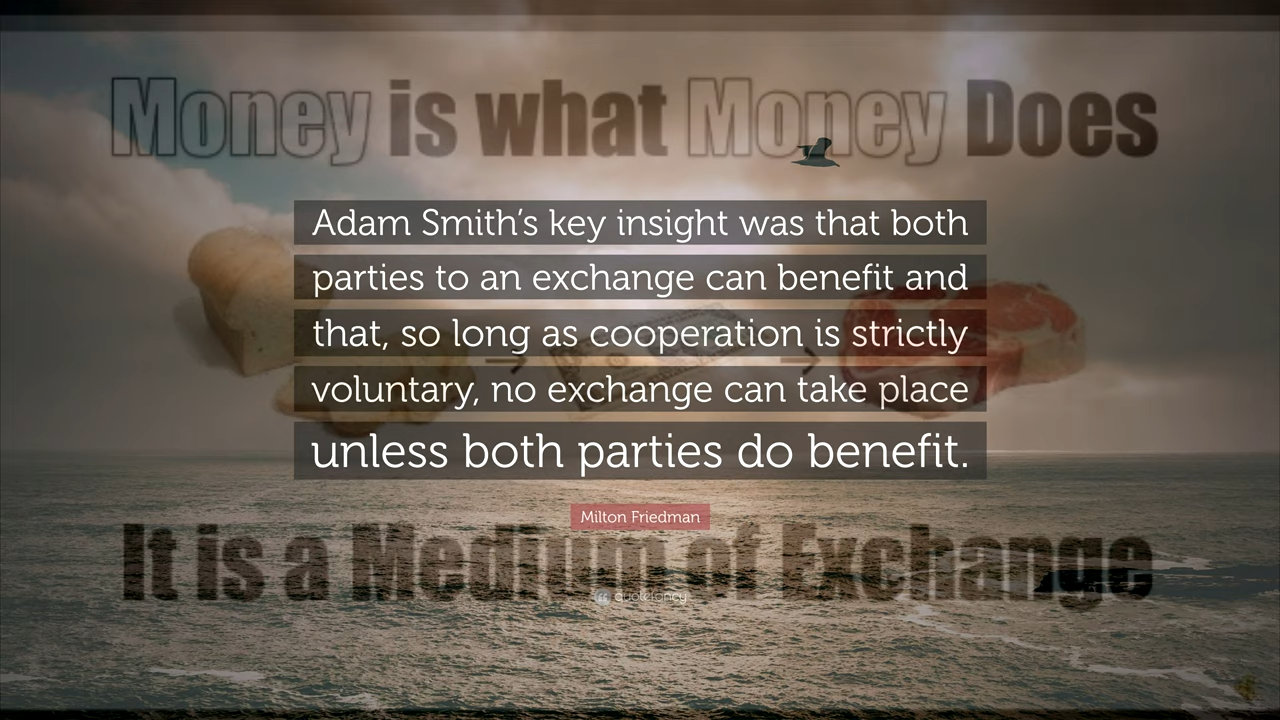 Money is what Money Does
Adam Smith’s key insight was that both
parties to an exchange can benefit and
that, so long as cooperation is strictly
voluntary, no exchange can take place
unless both parties do benefit.
Milton Friedman
It is a Medium of Exchange
quotefancy